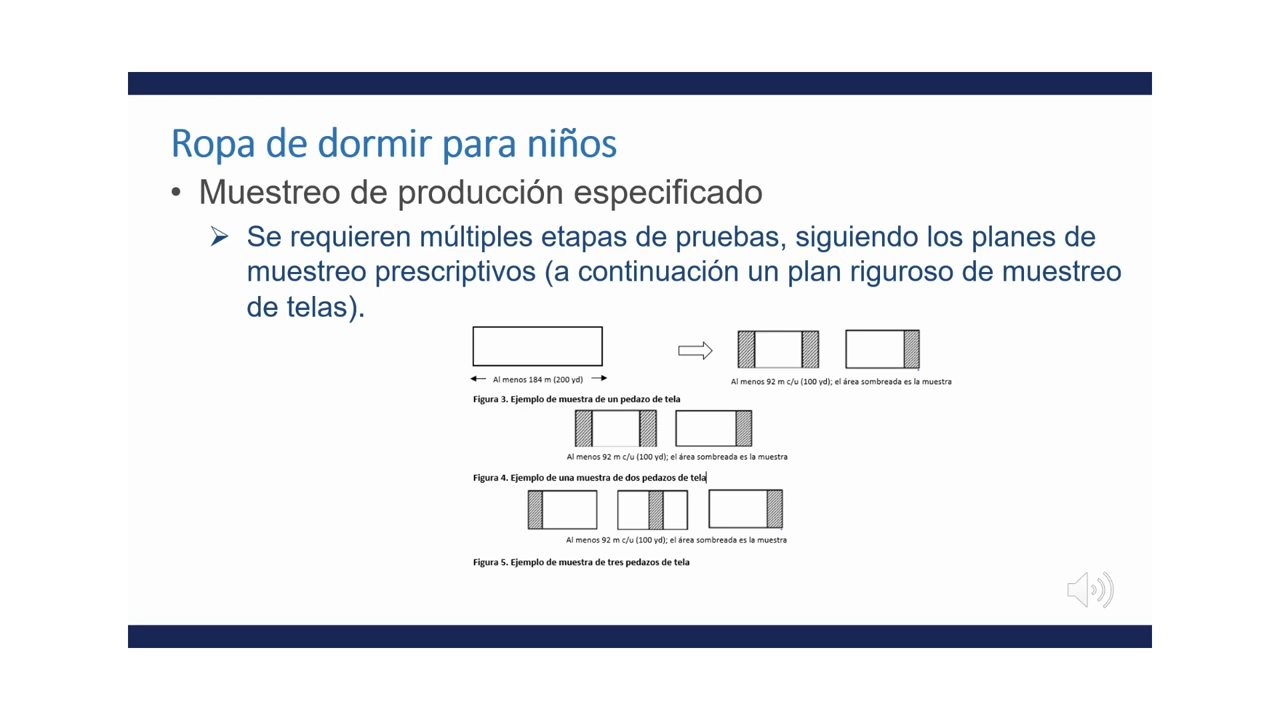 Ropa de dormir para niños
• Muestreo de producción especificado
Se requieren múltiples etapas de pruebas, siguiendo los planes de
muestreo prescriptivos (a continuación un plan riguroso de muestreo
de telas).
Al menos 184 m (200 yd)
Al menos 92 m c/u (100 yd); el área sombreada es la muestra
Figura 3. Ejemplo de muestra de un pedazo de tela
Al menos 92 m c/u (100 yd); el área sombreada es la muestra
Figura 4. Ejemplo de una muestra de dos pedazos de tela
Al menos 92 m c/u (100 yd); el área sombreada es la muestra
Figura 5. Ejemplo de muestra de tres pedazos de tela